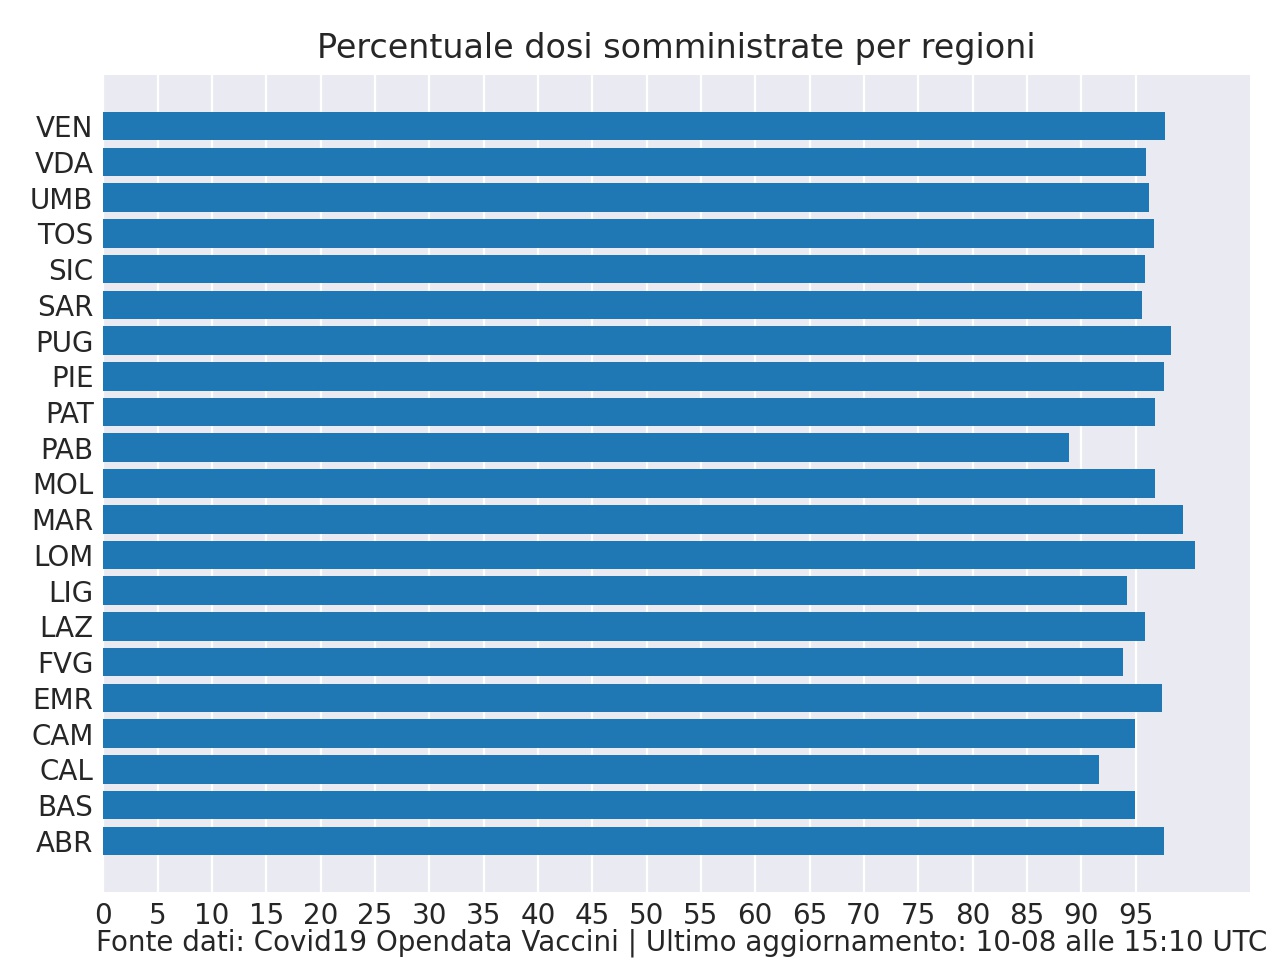 Percentuale dosi somministrate per regioni
VEN
VDA
UMB
TOS
SIC
SAR
PUG
PIE
PAT
PAB
MOL
MAR
LOM
LIG
LAZ
FVG
EMR
CAM
CAL
BAS
ABR
0 5 10 15 20 25 30 35 40 45 50 55 60 65 70 75 80 85 90 95
Fonte dati: Covid19 Opendata Vaccini | Ultimo aggiornamento: 10-08 alle 15:10 UTC